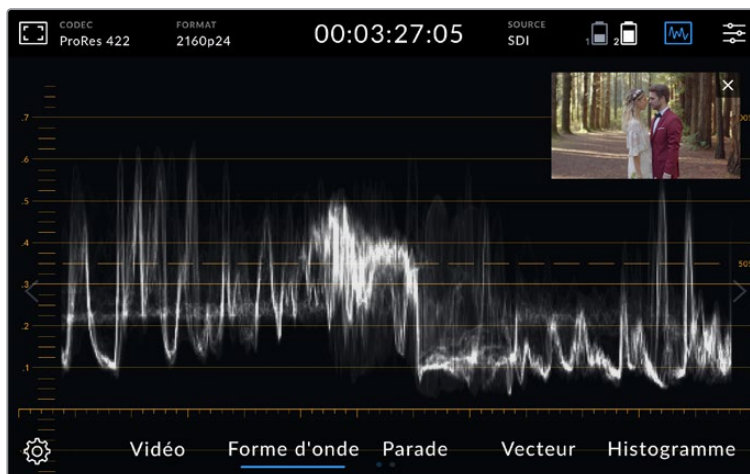 CODEC FORMAT 00:03:27:05 SOURCE
ProRes 422 2160p24 SDI 1 2
.7
.6
.5
.4
50%
.3
.2
.1
Vidéo Forme d'onde Parade Vecteur Histogramme